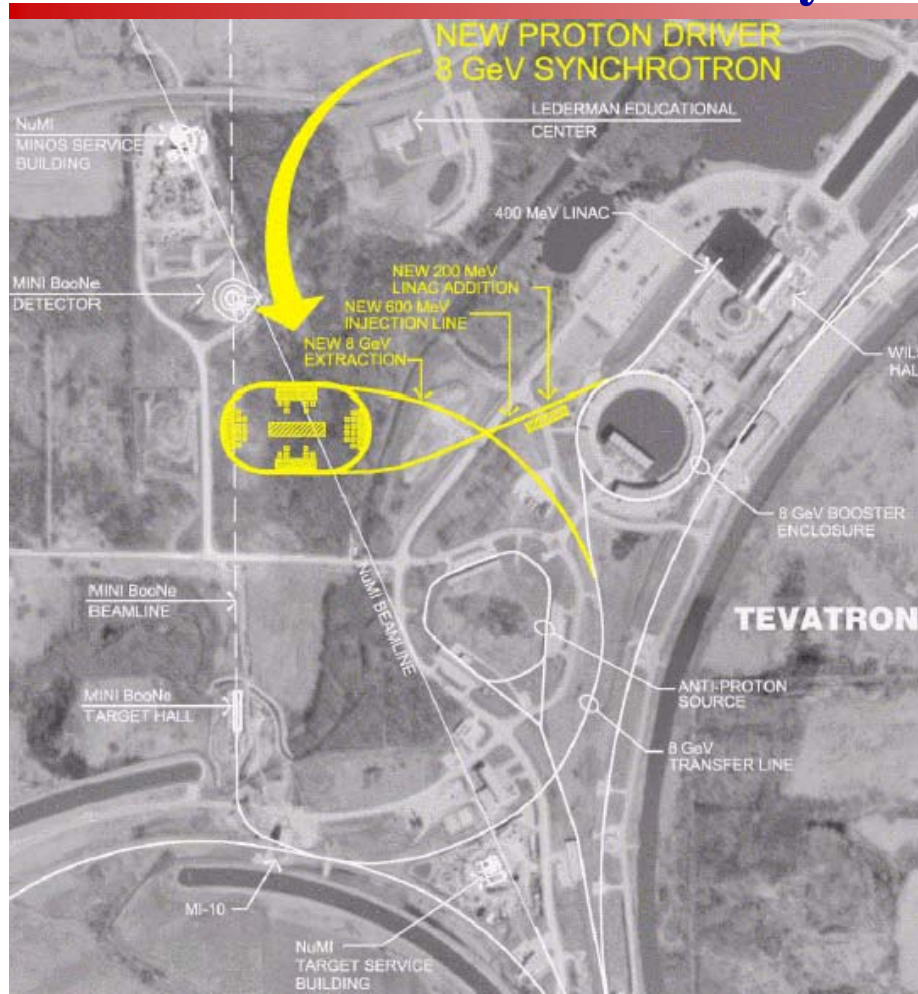 NEW PROTON DRIVER
8 GeV SYNCHROTRON
LEDERMAN EDUCATIONAL
CENTER
NuMI
MINOS SERVICE
BUILDING
400 MeV LINAC
MINI BooNe
DETECTOR
NEW 200 MeV
LINAC ADDITION
NEW 600 MeV
INJECTION LINE
NEW 8 GeV
EXTRACTION
8 GeV BOOSTER
ENCLOSURE
MINI BooNe
BEAMLINE
NuMI BEAMLINE
TEVATRON
MINI BooNe
TARGET HALL
ANTI-PROTON
SOURCE
8 GeV
TRANSFER LINE
MI-10
NuMI
TARGET SERVICE
BUILDING